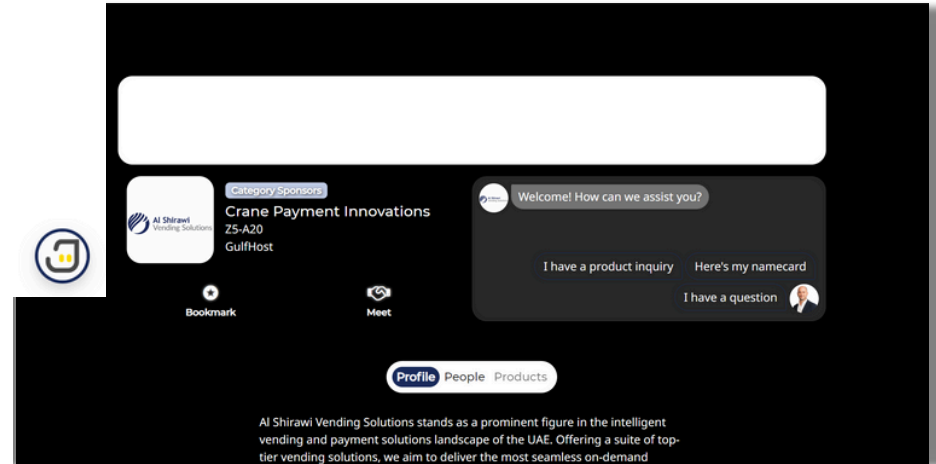 Category Sponsors
Crane Payment Innovations
Z5-A20
GulfHost
Al Shirawi
Vending Solutions
Bookmark
Meet
Welcome! How can we assist you?
I have a product inquiry
Here's my namecard
I have a question
Profile
People
Products
Al Shirawi Vending Solutions stands as a prominent figure in the intelligent
vending and payment solutions landscape of the UAE. Offering a suite of top-
tier vending solutions, we aim to deliver the most seamless on-demand